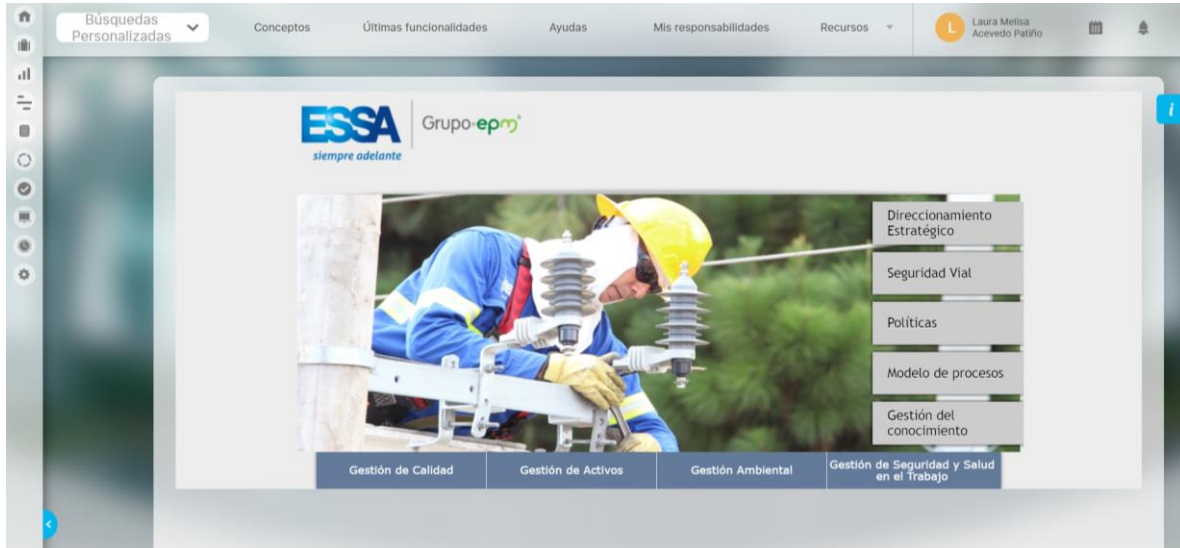 Búsquedas
Personalizadas
Conceptos
Últimas funcionalidades
Ayudas
Mis responsabilidades
Recursos
L
Laura Melisa
Acevedo Patiño
i
ESSA
siempre adelante
Grupo·epm®
Direccionamiento
Estratégico
Seguridad Vial
Políticas
Modelo de procesos
Gestión del
conocimiento
Gestión de Calidad
Gestión de Activos
Gestión Ambiental
Gestión de Seguridad y Salud
en el Trabajo